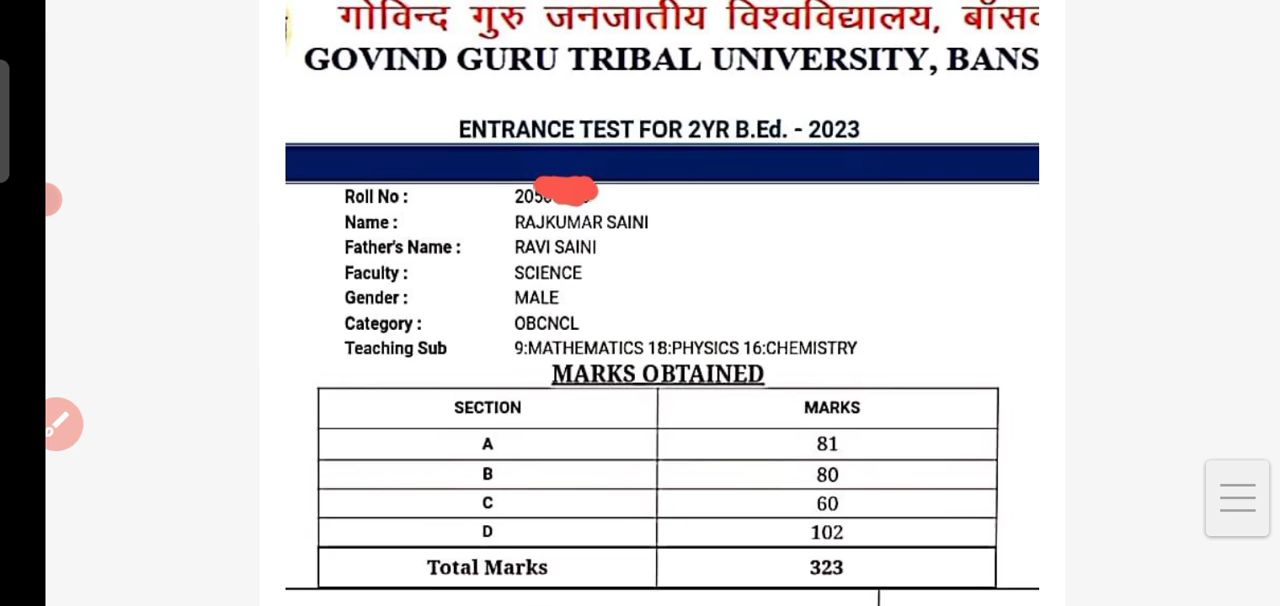 गोविन्द गुरु जनजातीय विश्वविद्यालय,
GOVIND GURU TRIBAL UNIVERSITY, BANS
ENTRANCE TEST FOR 2YR B.Ed. - 2023
Roll No :
Name : RAJKUMAR SAINI
Father's Name : RAVI SAINI
Faculty : SCIENCE
Gender : MALE
Category : OBCNCL
Teaching Sub 9:MATHEMATICS 18:PHYSICS 16:CHEMISTRY
MARKS OBTAINED
SECTION MARKS
A 81
B 80
C 60
D 102
Total Marks 323